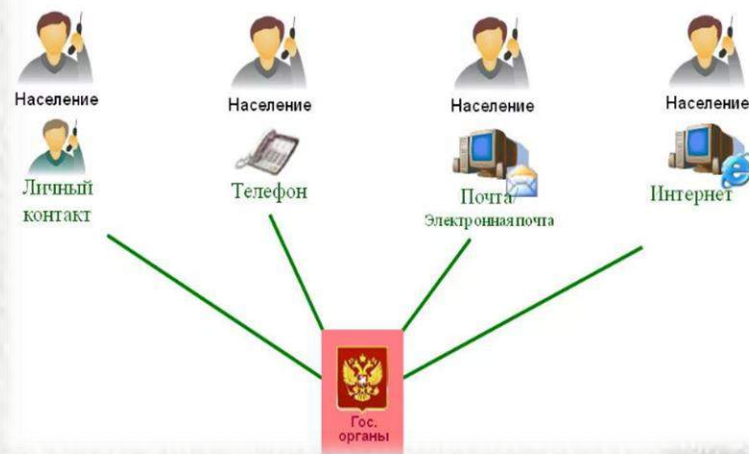 Население
Население
Население
Население
Личный
контакт
Телефон
Почта/
Электронная почта
Интернет
Гос.
органы